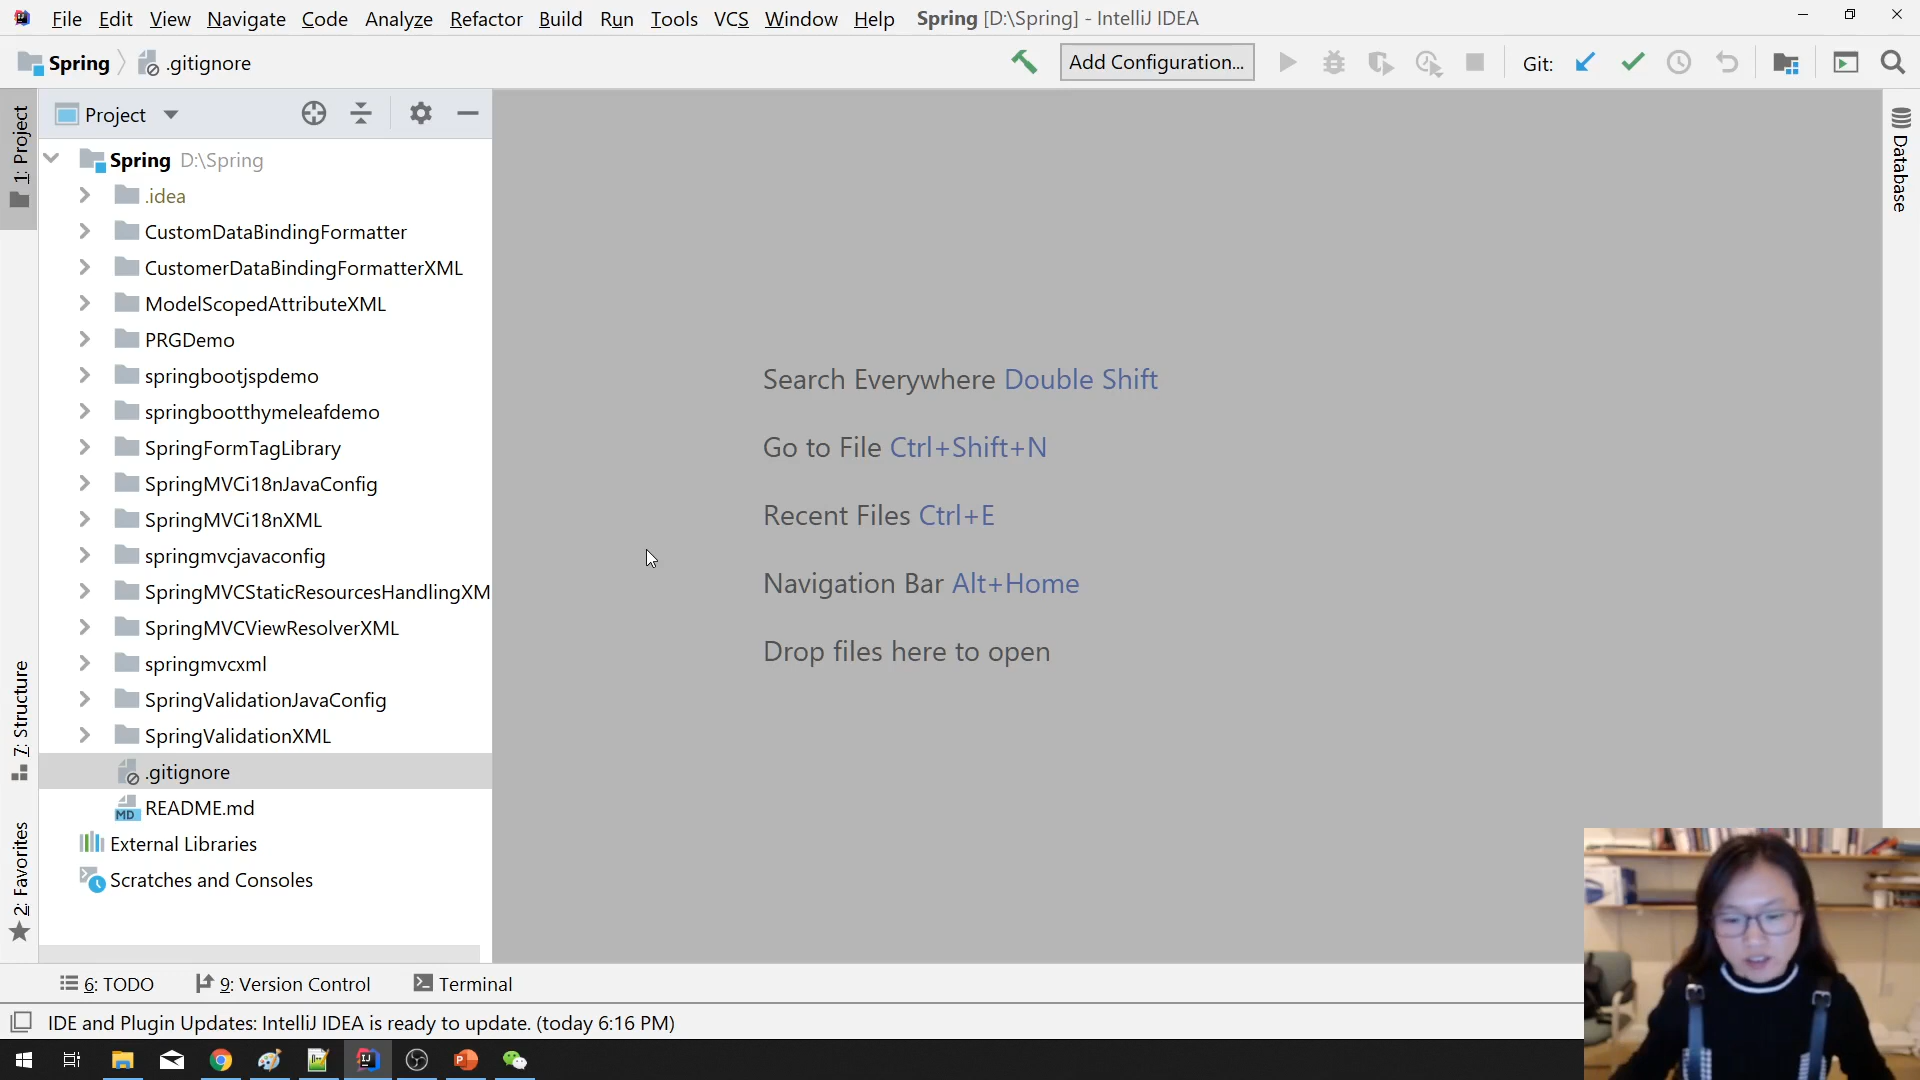 File Edit View Navigate Code Analyze Refactor Build Run Tools VCS Window Help Spring [D:\Spring] - IntelliJ IDEA
Spring .gitignore Add Configuration... Git:
1: Project
Project
Spring D:\Spring
.idea
CustomDataBindingFormatter
CustomerDataBindingFormatterXML
ModelScopedAttributeXML
PRGDemo
springbootjspdemo
springbootthymeleafdemo
SpringFormTagLibrary
SpringMVCi18nJavaConfig
SpringMVCi18nXML
springmvcjavaconfig
SpringMVCStaticResourcesHandlingXM
SpringMVCViewResolverXML
springmvcxml
SpringValidationJavaConfig
SpringValidationXML
.gitignore
MD README.md
External Libraries
Scratches and Consoles
7: Structure
2: Favorites
Search Everywhere Double Shift
Go to File Ctrl+Shift+N
Recent Files Ctrl+E
Navigation Bar Alt+Home
Drop files here to open
Database
6: TODO 9: Version Control Terminal
IDE and Plugin Updates: IntelliJ IDEA is ready to update. (today 6:16 PM)